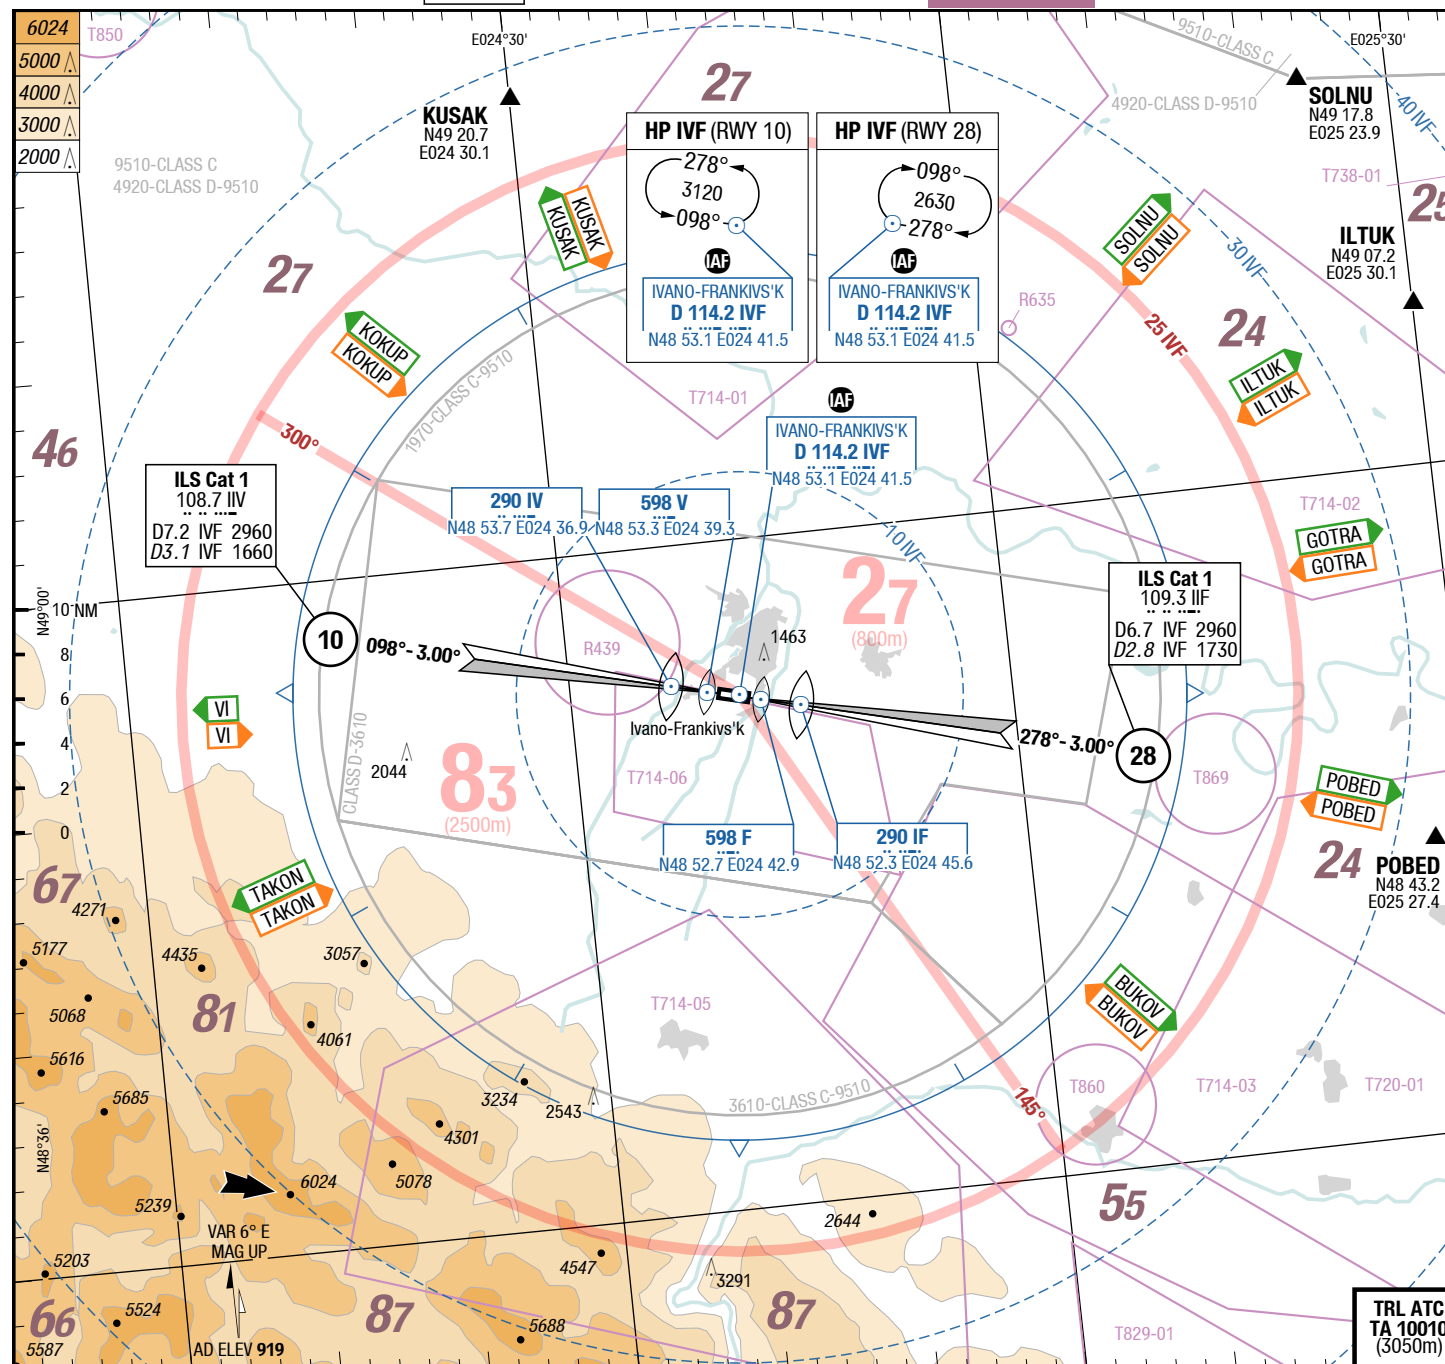 6024
5000
4000
3000
2000
T850
9510-CLASS C
4920-CLASS D-9510
E024°30'
KUSAK
N49 20.7
E024 30.1
27
9510-CLASS C
4920-CLASS D-9510
E025°30'
SOLNU
N49 17.8
E025 23.9
40 IVF
T738-01
25
ILTUK
N49 07.2
E025 30.1
HP IVF (RWY 10)
278°
3120
098°
IAF
IVANO-FRANKIVS'K
D 114.2 IVF
N48 53.1 E024 41.5
HP IVF (RWY 28)
098°
2630
278°
IAF
IVANO-FRANKIVS'K
D 114.2 IVF
N48 53.1 E024 41.5
KUSAK
KUSAK
SOLNU
SOLNU
30 IVF
27
R635
25 IVF
24
KOKUP
KOKUP
1970-CLASS C-9510
T714-01
ILTUK
ILTUK
IAF
IVANO-FRANKIVS'K
D 114.2 IVF
N48 53.1 E024 41.5
46
300°
ILS Cat 1
108.7 IIV
D7.2 IVF 2960
D3.1 IVF 1660
290 IV
N48 53.7 E024 36.9
598 V
N48 53.3 E024 39.3
10 IVF
T714-02
GOTRA
GOTRA
27
(800m)
ILS Cat 1
109.3 IIF
D6.7 IVF 2960
D2.8 IVF 1730
N49°00'
10 NM
8
6
4
2
0
10
098°- 3.00°
R439
1463
Ivano-Frankivs'k
278°- 3.00°
28
VI
VI
CLASS D-3610
2044
83
(2500m)
T714-06
T869
POBED
POBED
598 F
N48 52.7 E024 42.9
290 IF
N48 52.3 E024 45.6
24
POBED
N48 43.2
E025 27.4
67
TAKON
TAKON
4271
5177
4435
3057
5068
81
4061
T714-05
BUKOV
BUKOV
5616
5685
3234
2543
4301
3610-CLASS C-9510
145°
T860
T714-03
T720-01
N48°36'
6024
5078
5239
VAR 6° E
MAG UP
2644
55
5203
4547
3291
5524
66
5587
87
5688
87
AD ELEV 919
T829-01
TRL ATC
TA 10010
(3050m)